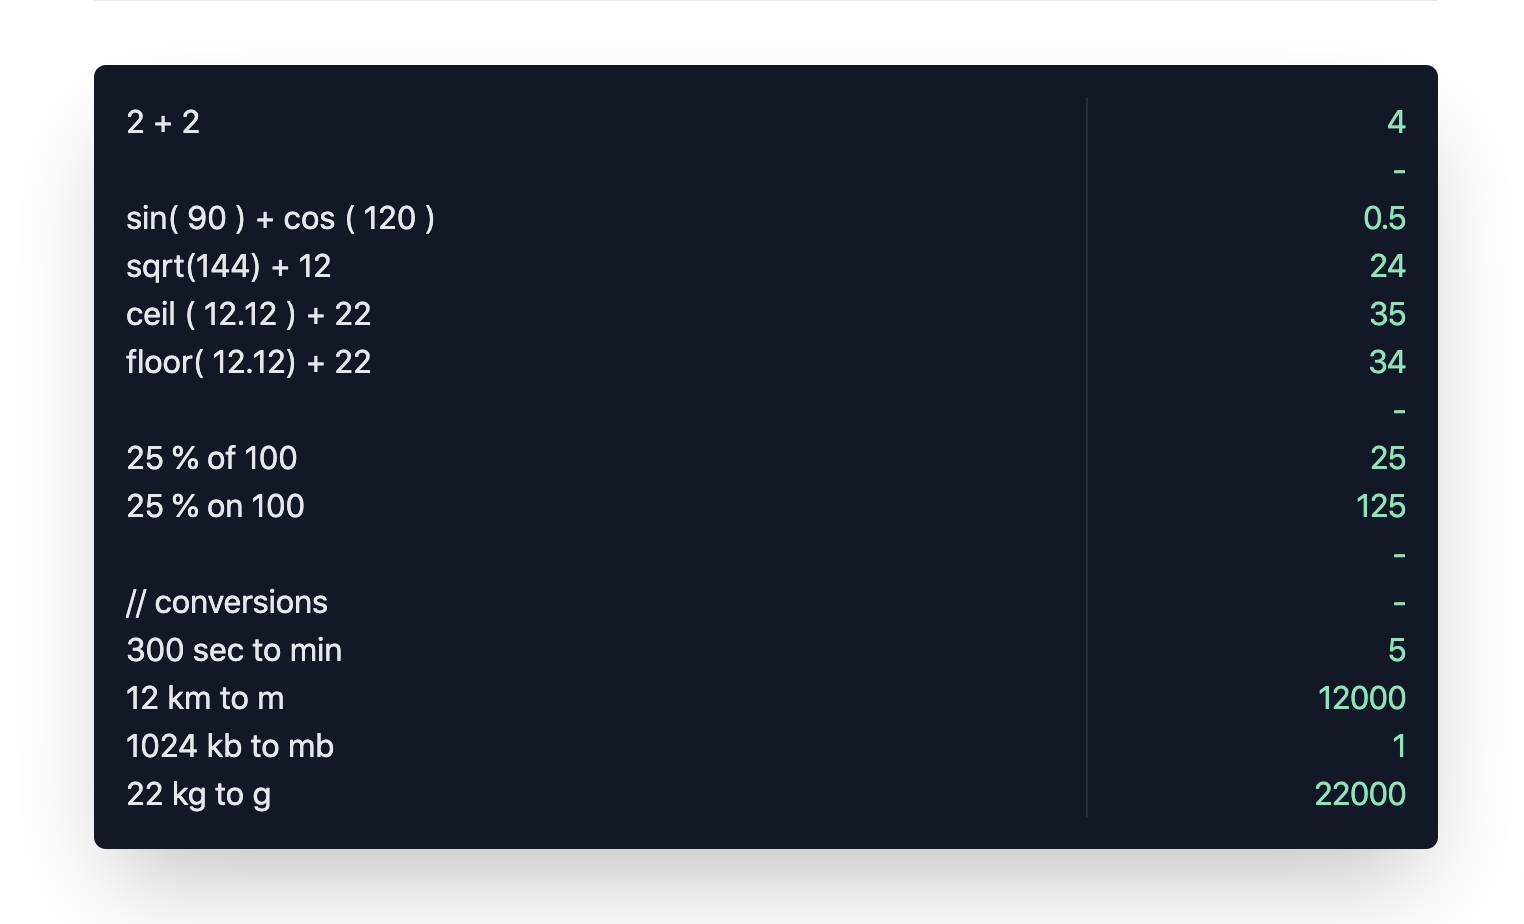 2 + 2 4
-
sin( 90 ) + cos ( 120 ) 0.5
sqrt(144) + 12 24
ceil ( 12.12 ) + 22 35
floor( 12.12) + 22 34
-
25 % of 100 25
25 % on 100 125
-
// conversions -
300 sec to min 5
12 km to m 12000
1024 kb to mb 1
22 kg to g 22000